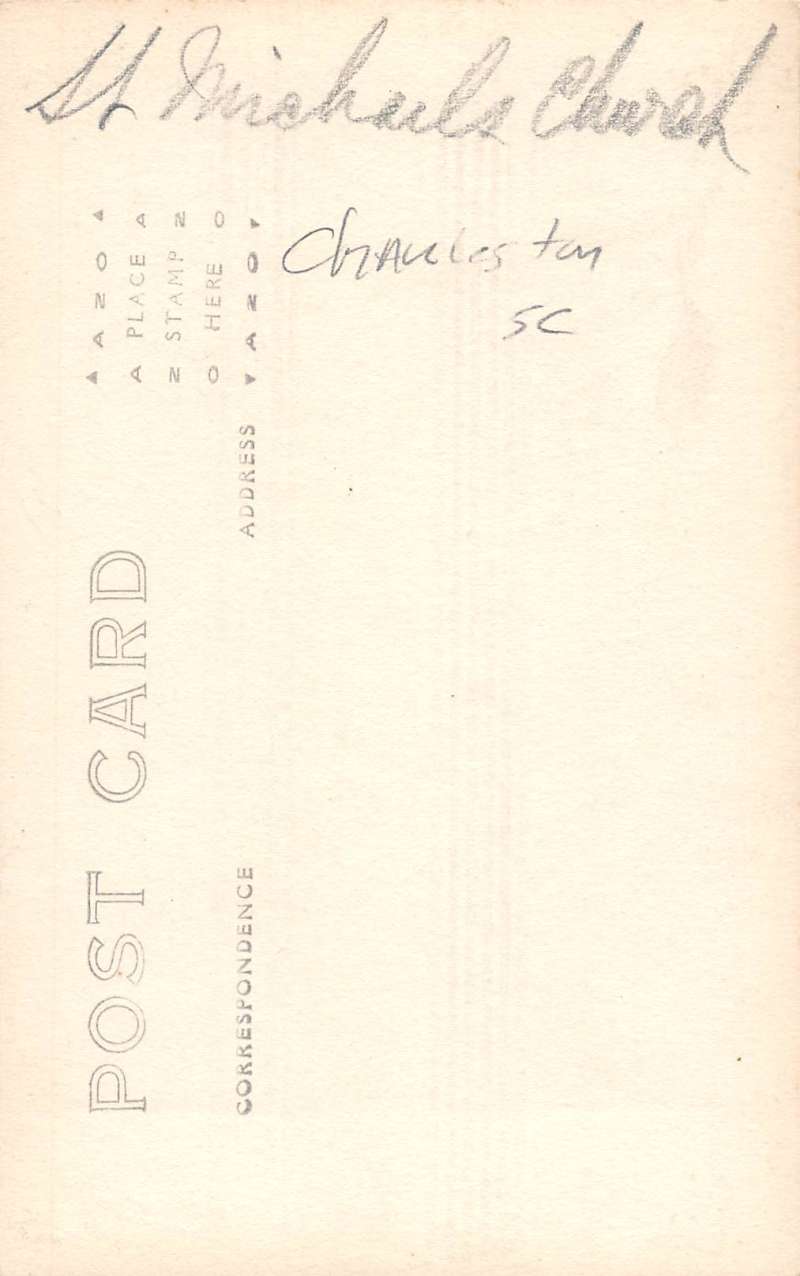 St Michaels Church
Charleston
SC
POST CARD
CORRESPONDENCE
ADDRESS
▲ AZO ▲
A PLACE A
N STAMP N
O HERE O
▼ AZO ▼